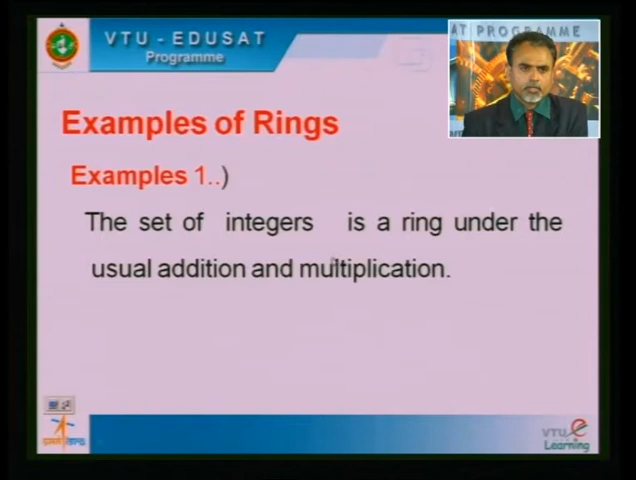 VTU - EDUSAT
Programme
AT PROGRAMME
Examples of Rings
Examples 1..)
The set of integers is a ring under the
usual addition and multiplication.
VTU e
Learning